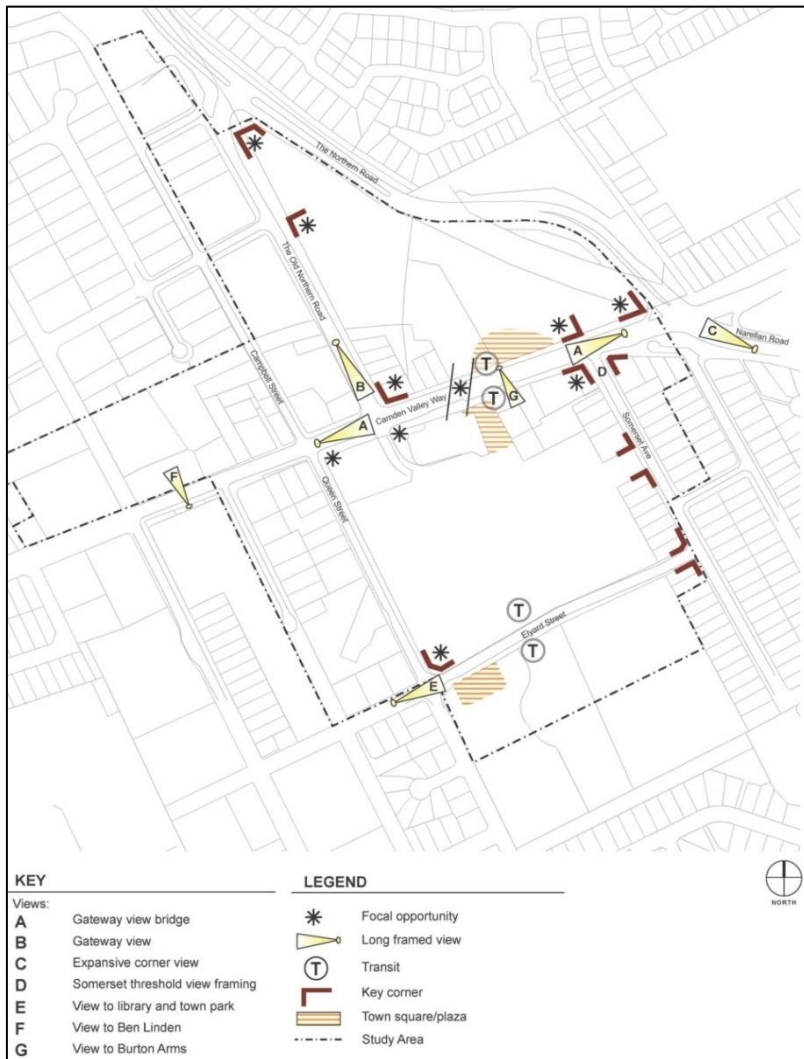 The Northern Road
The Old Northern Road
Campbell Street
B
Camden Valley Way
T
T
G
A
A
D
C
Narellan Road
Somerset Ave
F
Queen Street
T
Elyard Street
T
E
KEY
Views:
A Gateway view bridge
B Gateway view
C Expansive corner view
D Somerset threshold view framing
E View to library and town park
F View to Ben Linden
G View to Burton Arms
LEGEND
Focal opportunity
Long framed view
T Transit
Key corner
Town square/plaza
Study Area
NORTH